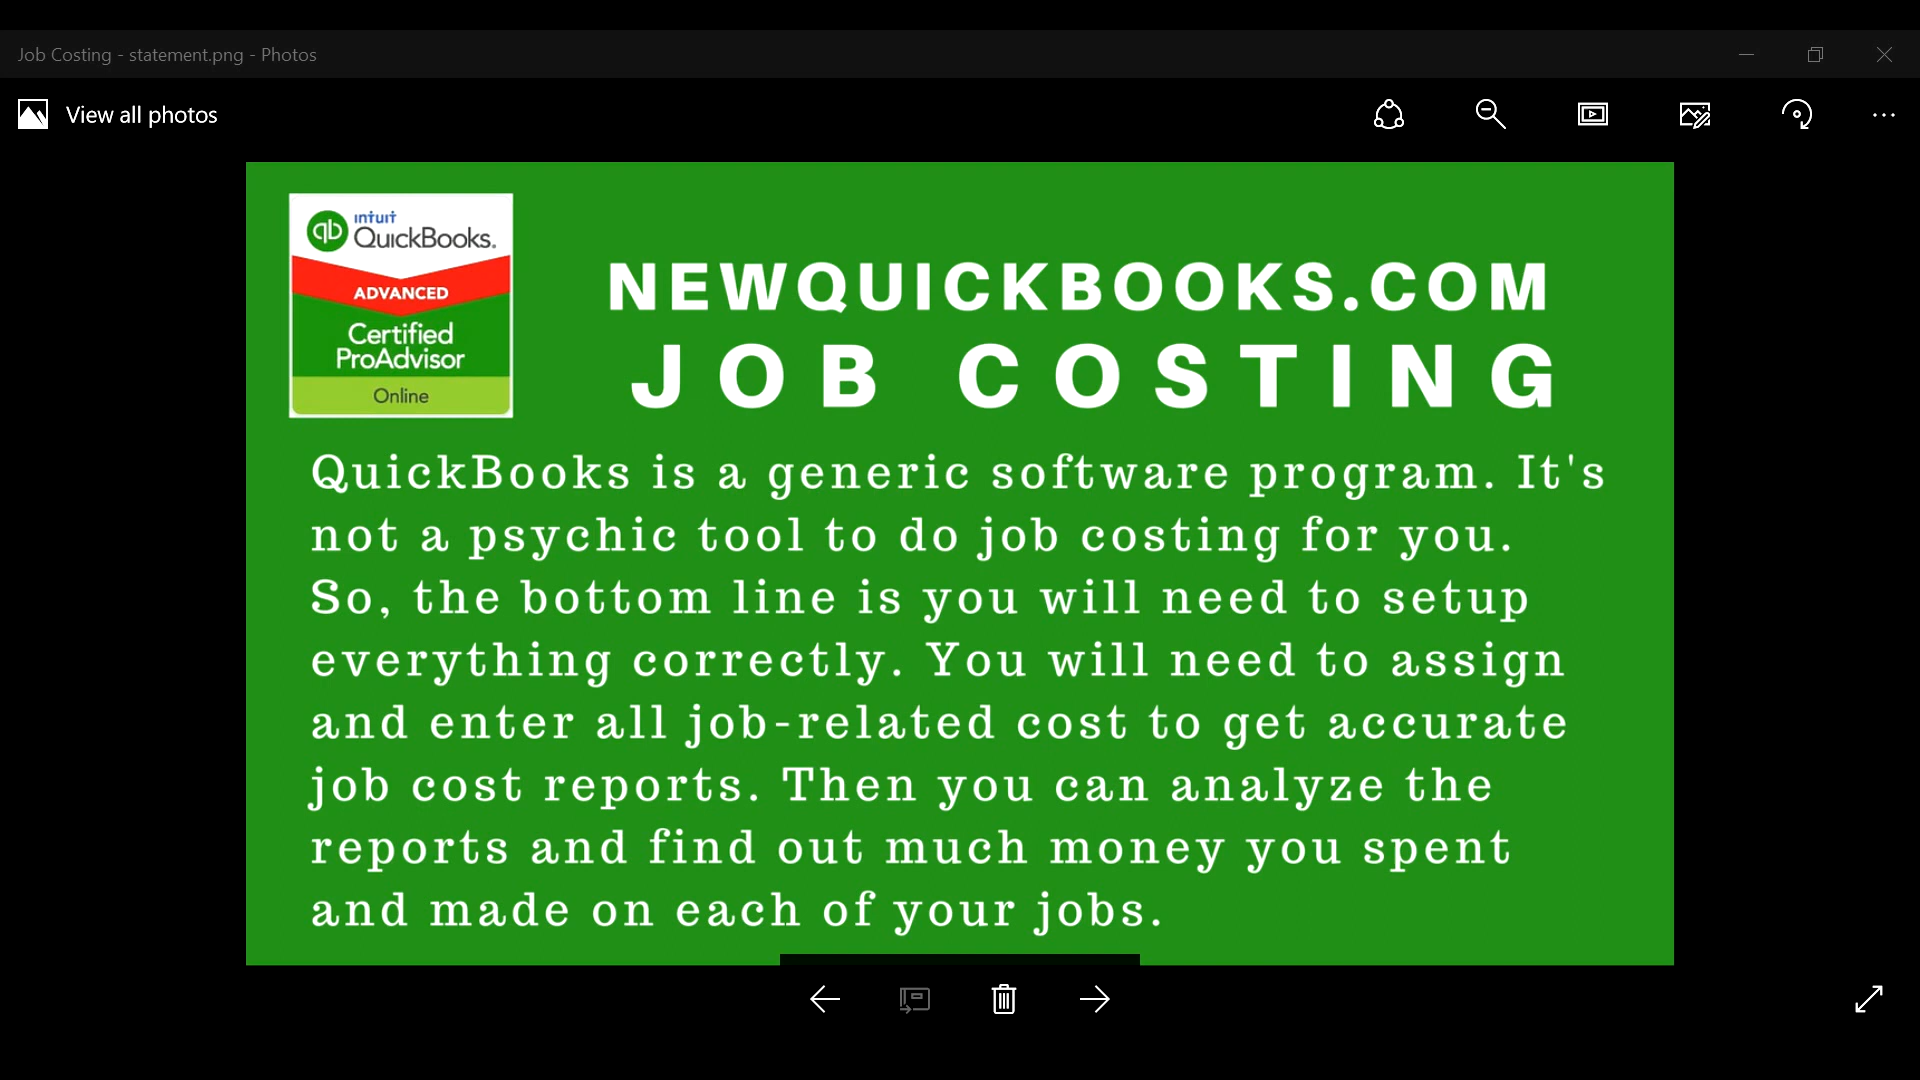 Job Costing - statement.png - Photos
View all photos
intuit
qb QuickBooks.
ADVANCED
Certified
ProAdvisor
Online
NEWQUICKBOOKS.COM
JOB COSTING
QuickBooks is a generic software program. It's
not a psychic tool to do job costing for you.
So, the bottom line is you will need to setup
everything correctly. You will need to assign
and enter all job-related cost to get accurate
job cost reports. Then you can analyze the
reports and find out much money you spent
and made on each of your jobs.